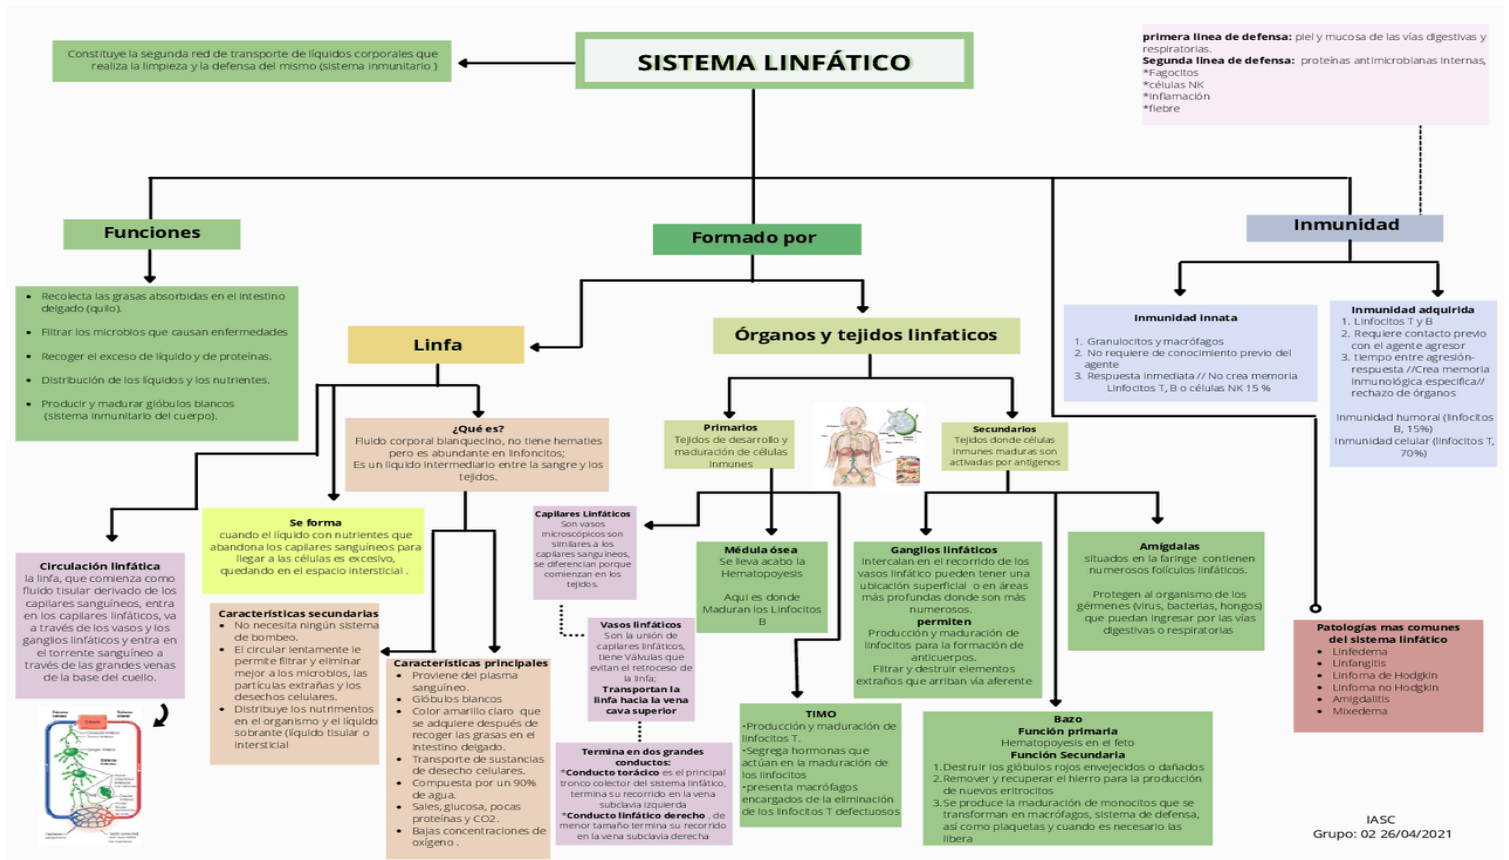 SISTEMA LINFÁTICO
Constituye la segunda red de transporte de líquidos corporales que
realiza la limpieza y la defensa del mismo (sistema inmunitario )
primera linea de defensa: piel y mucosa de las vías digestivas y
respiratorias.
Segunda linea de defensa: proteínas antimicrobianas internas,
*Fagocitos
*células NK
*Inflamación
*fiebre
Funciones
Recolecta las grasas absorbidas en el intestino
delgado (quilo).
Filtrar los microbios que causan enfermedades
Recoger el exceso de líquido y de proteínas.
Distribución de los líquidos y los nutrientes.
Producir y madurar glóbulos blancos
(sistema inmunitario del cuerpo).
Formado por
Linfa
¿Qué es?
Fluido corporal blanquecino, no tiene hematies
pero es abundante en linfoncitos;
Es un liquido intermediario entre la sangre y los
tejidos.
Se forma
cuando el líquido con nutrientes que
abandona los capilares sanguíneos para
llegar a las células es excesivo,
quedando en el espacio intersticial .
Circulación linfática
la linfa, que comienza como
fluido tisular derivado de los
capilares sanguíneos, entra
en los capilares linfáticos, va
a través de los vasos y los
ganglios linfáticos y entra en
el torrente sanguíneo a
través de las grandes venas
de la base del cuello.
Características secundarias
No necesita ningún sistema
de bombeo.
El circular lentamente le
permite filtrar y eliminar
mejor a los microbios, las
partículas extrañas y los
desechos celulares.
Distribuye los nutrimentos
en el organismo y el líquido
sobrante (líquido tisular o
intersticial
Características principales
Proviene del plasma
sanguíneo.
Glóbulos blancos
Color amarillo claro que
se adquiere después de
recoger las grasas en el
intestino delgado.
Transporte de sustancias
de desecho celulares.
Compuesta por un 90%
de agua.
Sales, glucosa, pocas
proteínas y CO2.
Bajas concentraciones de
oxígeno .
Órganos y tejidos linfaticos
Primarios
Tejidos de desarrollo y
maduración de células
inmunes
Capilares Linfáticos
Son vasos
microscópicos son
similares a los
capilares sanguíneos,
se diferencian porque
comienzan en los
tejidos.
Vasos linfáticos
Son la unión de
capilares linfáticos,
tiene Válvulas que
evitan el retroceso de
la linfa;
Transportan la
linfa hacia la vena
cava superior
Termina en dos grandes
conductos:
*Conducto torácico es el principal
tronco colector del sistema linfático,
termina su recorrido en la vena
subclavia izquierda
*Conducto linfático derecho , de
menor tamaño termina su recorrido
en la vena subclavia derecha
Médula ósea
Se lleva acabo la
Hematopoyesis
Aqui es donde
Maduran los Linfocitos
B
TIMO
•Producción y maduración de
linfocitos T.
•Segrega hormonas que
actúan en la maduración de
los linfocitos
•presenta macrófagos
encargados de la eliminación
de los linfocitos T defectuosos
Secundarios
Tejidos donde células
inmunes maduras son
activadas por antígenos
Ganglios linfáticos
Intercalan en el recorrido de los
vasos linfático pueden tener una
ubicación superficial o en áreas
más profundas donde son más
numerosos.
permiten
Producción y maduración de
linfocitos para la formación de
anticuerpos.
Filtrar y destruir elementos
extraños que arriban vía aferente
Amígdalas
situados en la faringe contienen
numerosos folículos linfáticos.
Protegen al organismo de los
gérmenes (virus, bacterias, hongos)
que puedan ingresar por las vías
digestivas o respiratorias
Bazo
Función primaria
Hematopoyesis en el feto
Función Secundaria
1. Destruir los glóbulos rojos envejecidos o dañados
2. Remover y recuperar el hierro para la producción
de nuevos eritrocitos
3. Se produce la maduración de monocitos que se
transforman en macrófagos, sistema de defensa,
así como plaquetas y cuando es necesario las
libera
Inmunidad
Inmunidad innata
1. Granulocitos y macrófagos
2. No requiere de conocimiento previo del
agente
3. Respuesta inmediata // No crea memoria
Linfocitos T, B o células NK 15 %
Inmunidad adquirida
1. Linfocitos T y B
2. Requiere contacto previo
con el agente agresor
3. tiempo entre agresión-
respuesta //Crea memoria
inmunológica especifica//
rechazo de órganos
Inmunidad humoral (linfocitos
B, 15%)
Inmunidad celular (linfocitos T,
70%)
Patologías mas comunes
del sistema linfático
Linfedema
Linfangitis
Linfoma de Hodgkin
Linfoma no Hodgkin
Amigdalitis
Mixedema
IASC
Grupo: 02 26/04/2021